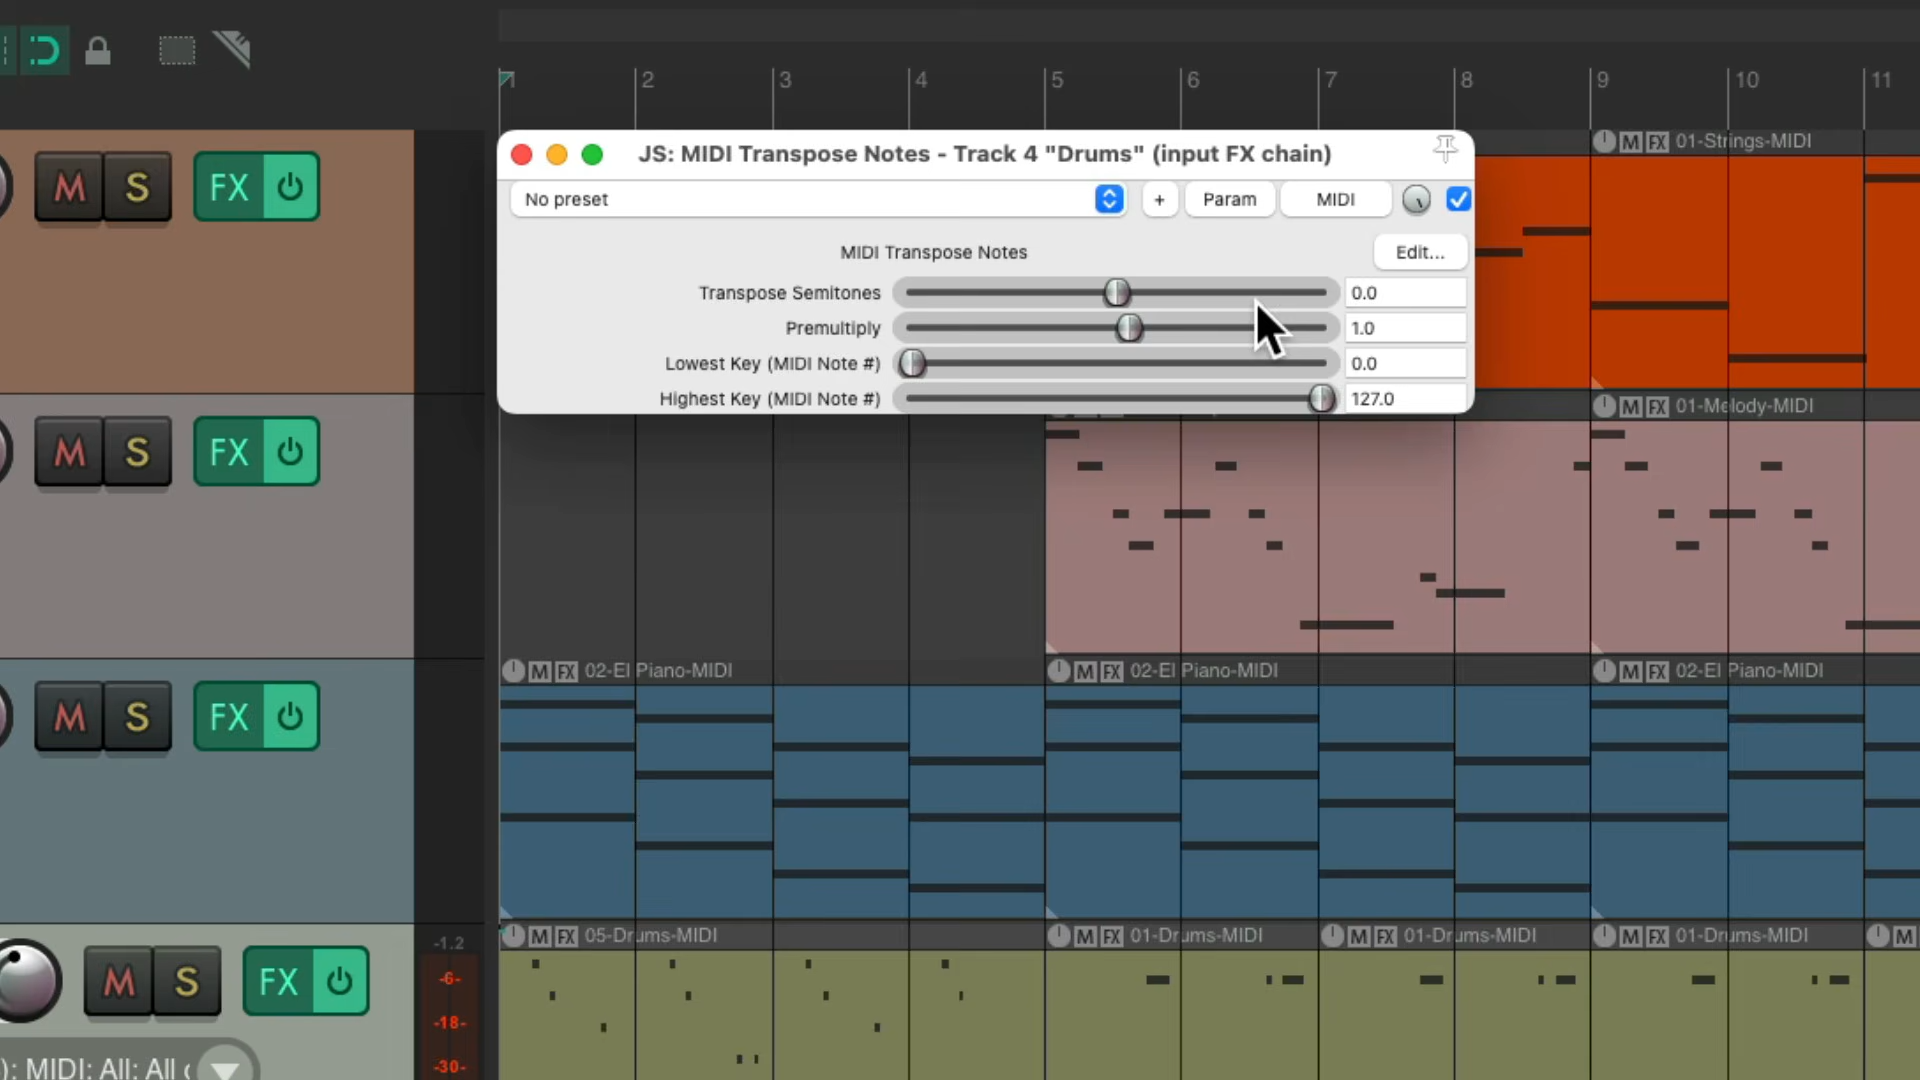 1 2 3 4 5 6 7 8 9 10 11
JS: MIDI Transpose Notes - Track 4 "Drums" (input FX chain)
M FX 01-Strings-MIDI
M S FX
No preset + Param MIDI
MIDI Transpose Notes Edit...
Transpose Semitones 0.0
Premultiply 1.0
Lowest Key (MIDI Note #) 0.0
Highest Key (MIDI Note #) 127.0
M FX 01-Melody-MIDI
M S FX
M FX 02-El Piano-MIDI M FX 02-El Piano-MIDI M FX 02-El Piano-MIDI
M S FX
M FX 05-Drums-MIDI M FX 01-Drums-MIDI M FX 01-Drums-MIDI M FX 01-Drums-MIDI M
-1.2
M S FX -6-
-18-
): MIDI: All: All -30-